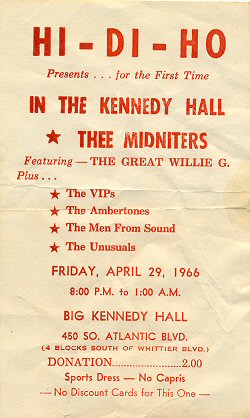 HI - DI - HO
Presents . . . for the First Time
IN THE KENNEDY HALL
★ THEE MIDNITERS
Featuring — THE GREAT WILLIE G.
Plus . . .
★ The VIPs
★ The Ambertones
★ The Men From Sound
★ The Unusuals
FRIDAY, APRIL 29, 1966
8:00 P.M. to 1:00 A.M.
BIG KENNEDY HALL
450 SO. ATLANTIC BLVD.
(4 BLOCKS SOUTH OF WHITTIER BLVD.)
DONATION......................2.00
Sports Dress — No Capris
— No Discount Cards for This One —